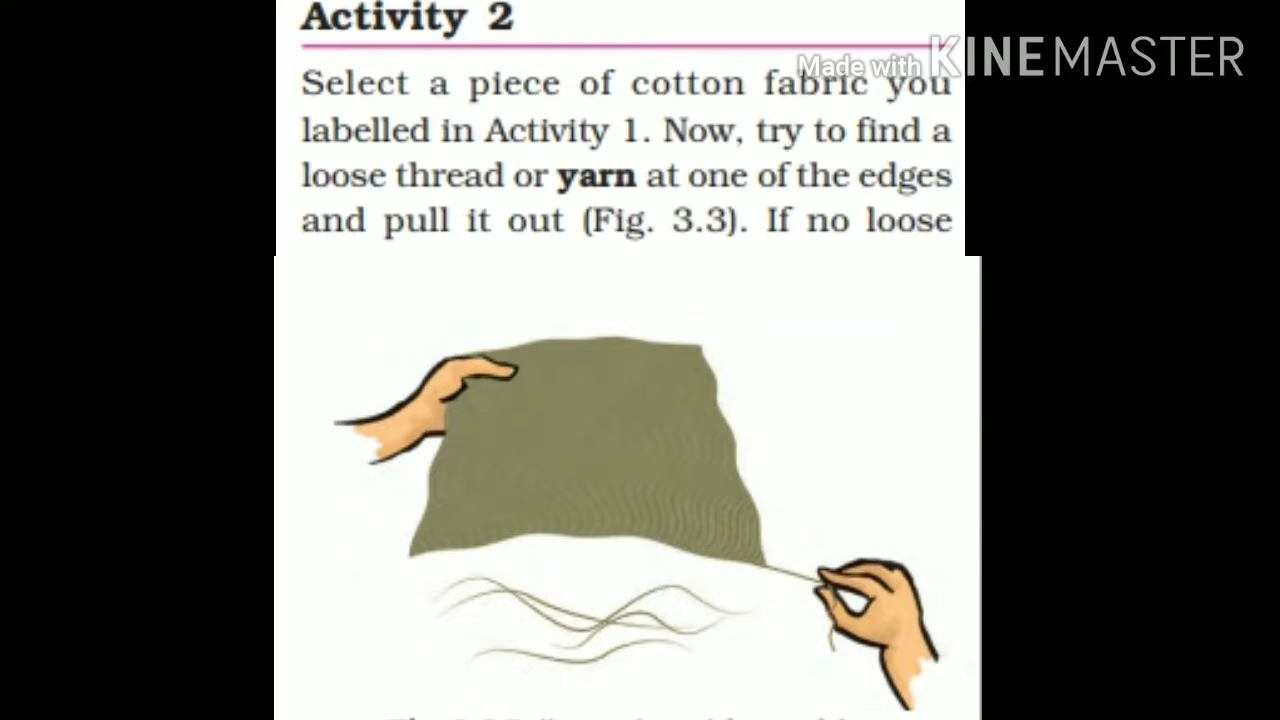 Activity 2
Made with KINEMASTER
Select a piece of cotton fabric you
labelled in Activity 1. Now, try to find a
loose thread or yarn at one of the edges
and pull it out (Fig. 3.3). If no loose